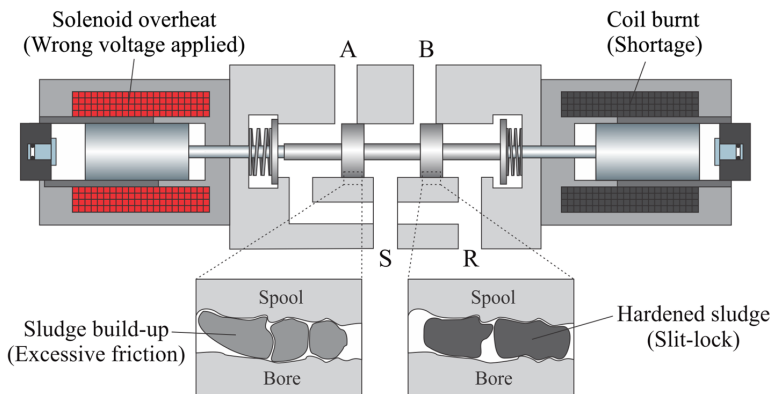 Solenoid overheat
(Wrong voltage applied)
Coil burnt
(Shortage)
A
B
S
R
Spool
Sludge build-up
(Excessive friction)
Bore
Spool
Hardened sludge
(Slit-lock)
Bore